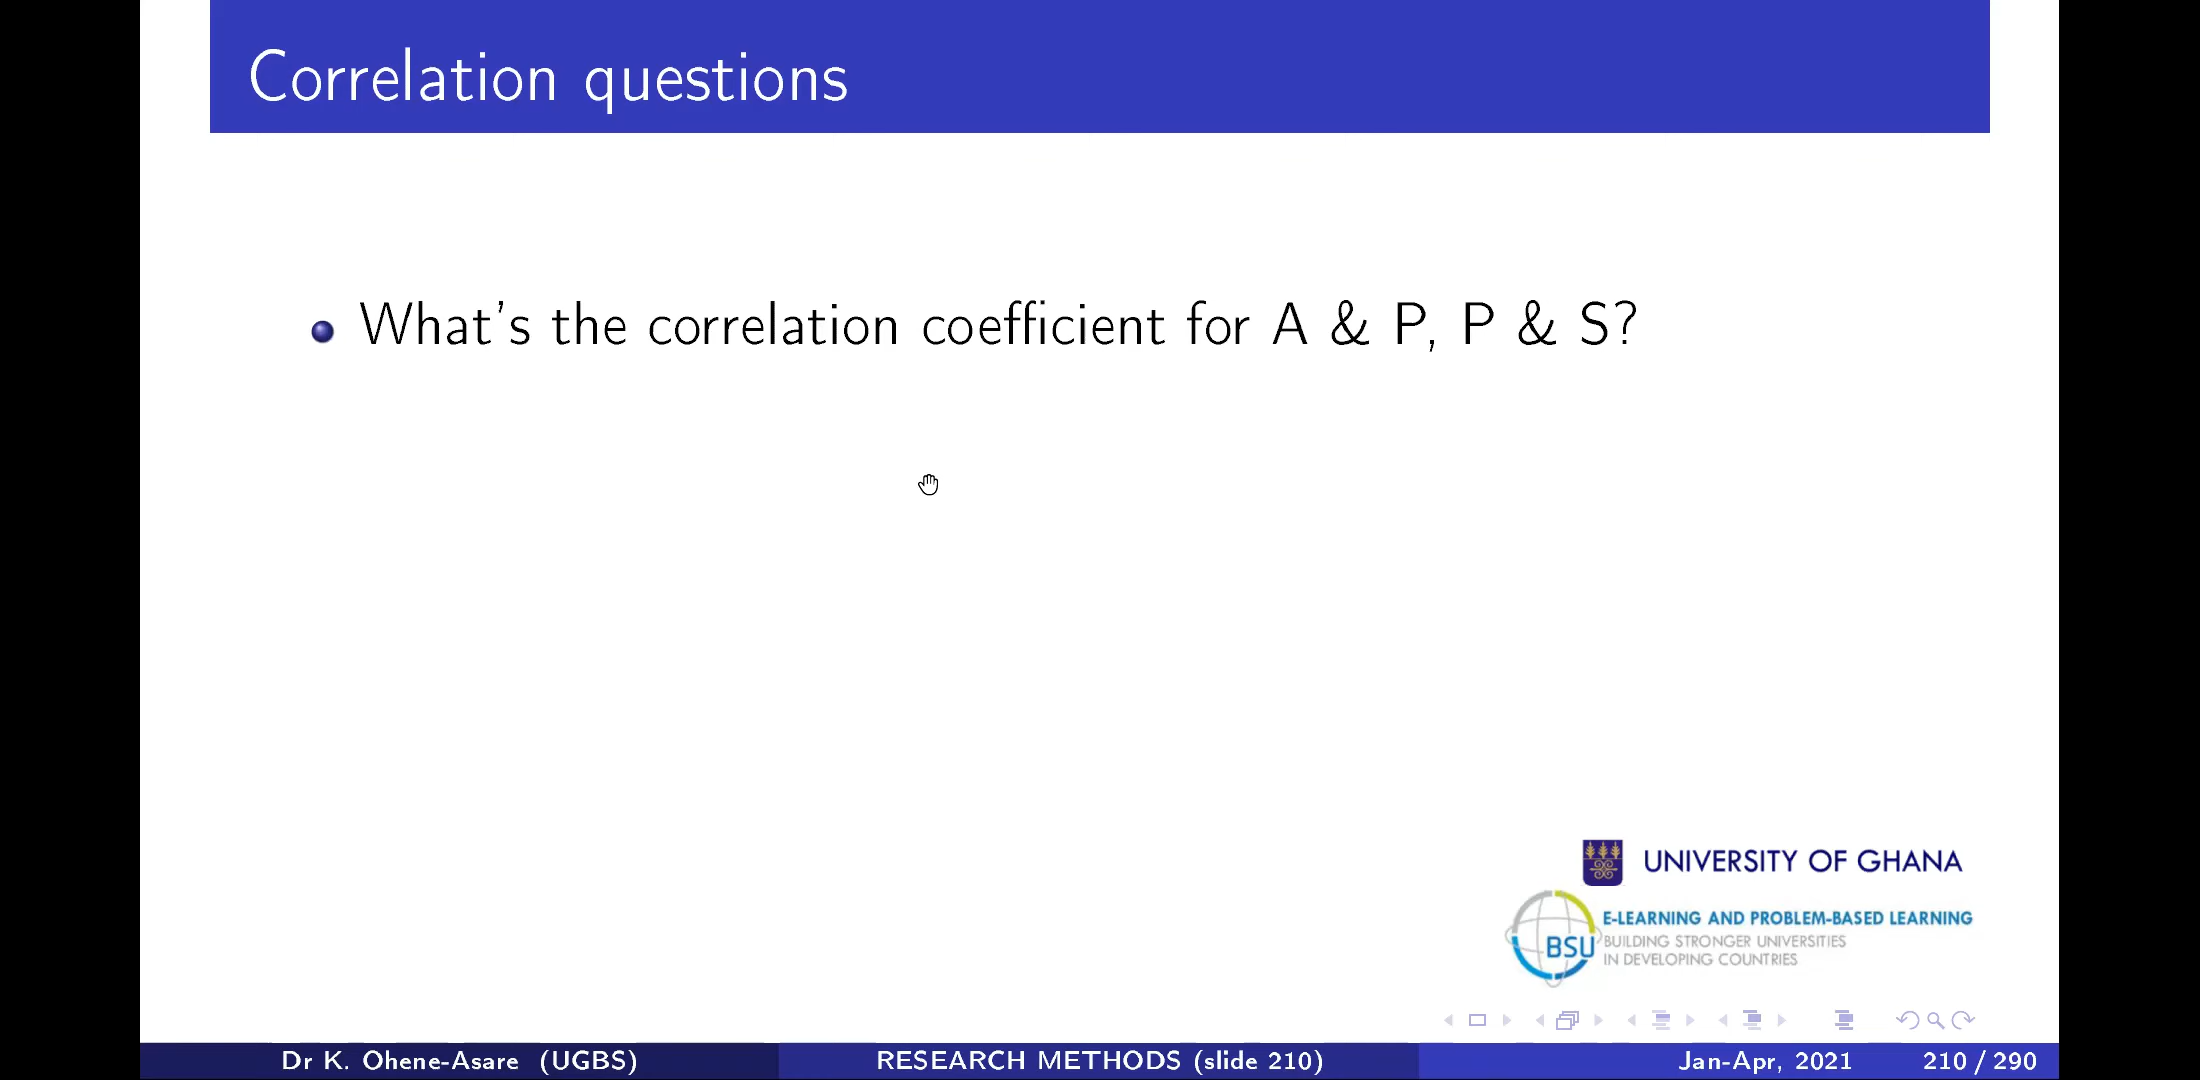 Correlation questions
What's the correlation coefficient for A & P, P & S?
UNIVERSITY OF GHANA
E-LEARNING AND PROBLEM-BASED LEARNING
BSU
BUILDING STRONGER UNIVERSITIES
IN DEVELOPING COUNTRIES
Dr K. Ohene-Asare (UGBS) RESEARCH METHODS (slide 210) Jan-Apr, 2021 210 / 290